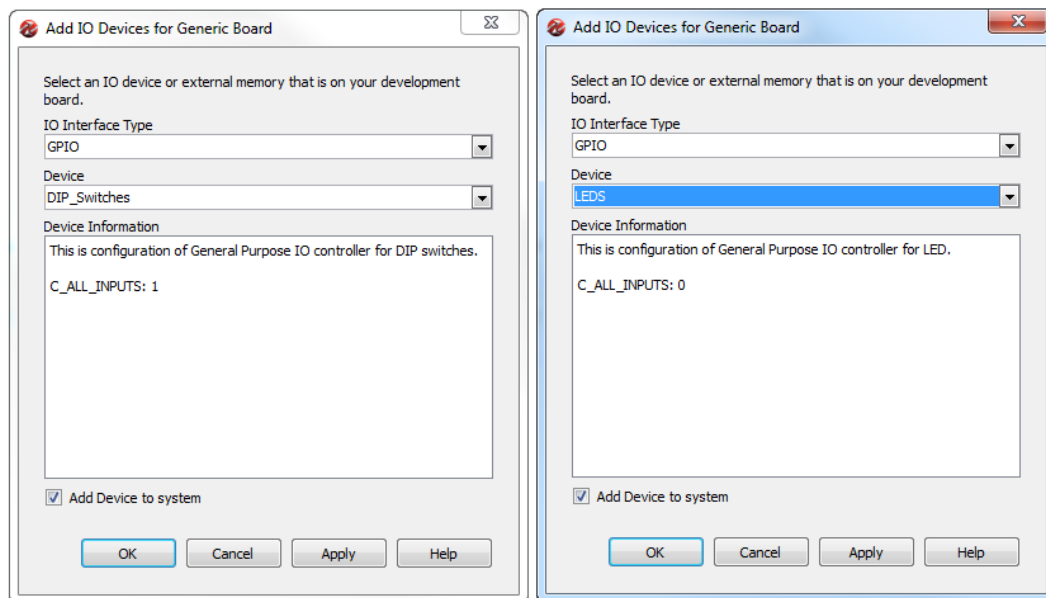 Add IO Devices for Generic Board
Select an IO device or external memory that is on your development
board.
IO Interface Type
GPIO
Device
DIP_Switches
Device Information
This is configuration of General Purpose IO controller for DIP switches.
C_ALL_INPUTS: 1
Add Device to system
OK Cancel Apply Help
Add IO Devices for Generic Board
Select an IO device or external memory that is on your development
board.
IO Interface Type
GPIO
Device
LEDS
Device Information
This is configuration of General Purpose IO controller for LED.
C_ALL_INPUTS: 0
Add Device to system
OK Cancel Apply Help